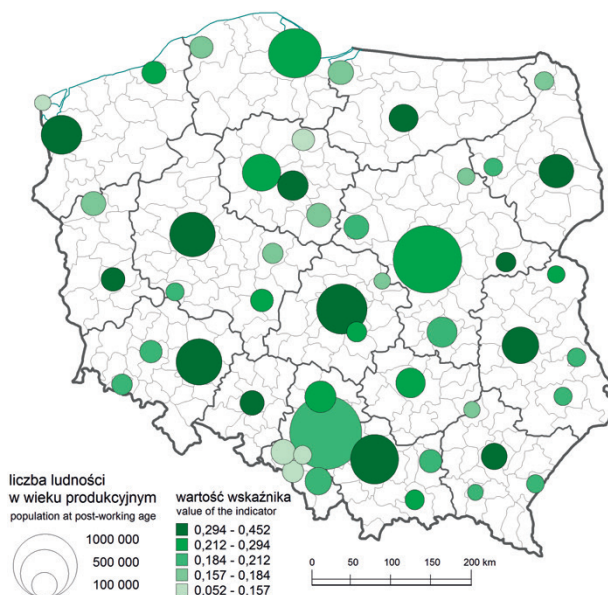 liczba ludności
w wieku produkcyjnym
population at post-working age
1000 000
500 000
100 000
wartość wskaźnika
value of the indicator
0,294 - 0,452
0,212 - 0,294
0,184 - 0,212
0,157 - 0,184
0,052 - 0,157
0 50 100 150 200 km